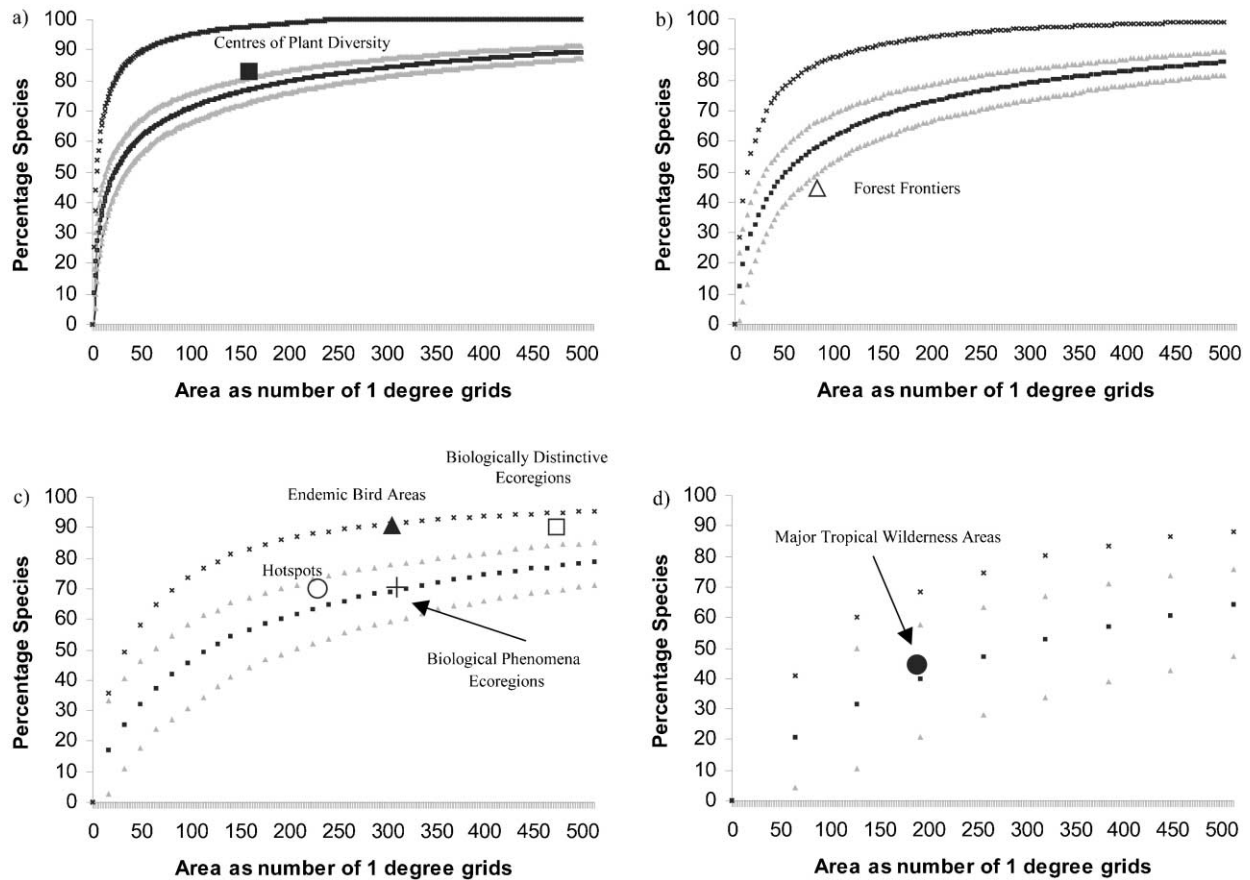 a)
Percentage Species
100
90
80
70
60
50
40
30
20
10
0
Centres of Plant Diversity
0 50 100 150 200 250 300 350 400 450 500
Area as number of 1 degree grids
b)
Percentage Species
100
90
80
70
60
50
40
30
20
10
0
Forest Frontiers
0 50 100 150 200 250 300 350 400 450 500
Area as number of 1 degree grids
c)
Percentage Species
100
90
80
70
60
50
40
30
20
10
0
Biologically Distinctive
Ecoregions
Endemic Bird Areas
Hotspots
Biological Phenomena
Ecoregions
0 50 100 150 200 250 300 350 400 450 500
Area as number of 1 degree grids
d)
Percentage Species
100
90
80
70
60
50
40
30
20
10
0
Major Tropical Wilderness Areas
0 50 100 150 200 250 300 350 400 450 500
Area as number of 1 degree grids